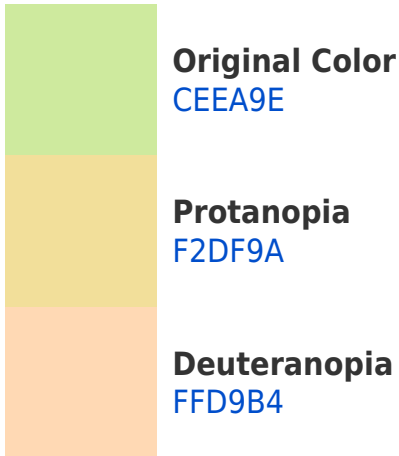 Original Color
CEEA9E
Protanopia
F2DF9A
Deuteranopia
FFD9B4